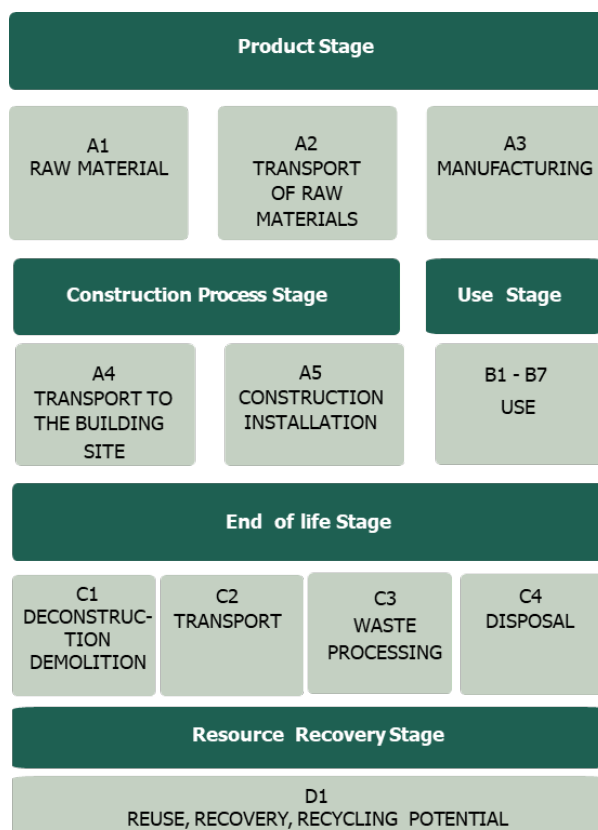 Product Stage
A1
RAW MATERIAL
A2
TRANSPORT
OF RAW
MATERIALS
A3
MANUFACTURING
Construction Process Stage
Use Stage
A4
TRANSPORT TO
THE BUILDING
SITE
A5
CONSTRUCTION
INSTALLATION
B1 - B7
USE
End of life Stage
C1
DECONSTRUC-
TION
DEMOLITION
C2
TRANSPORT
C3
WASTE
PROCESSING
C4
DISPOSAL
Resource Recovery Stage
D1
REUSE, RECOVERY, RECYCLING POTENTIAL